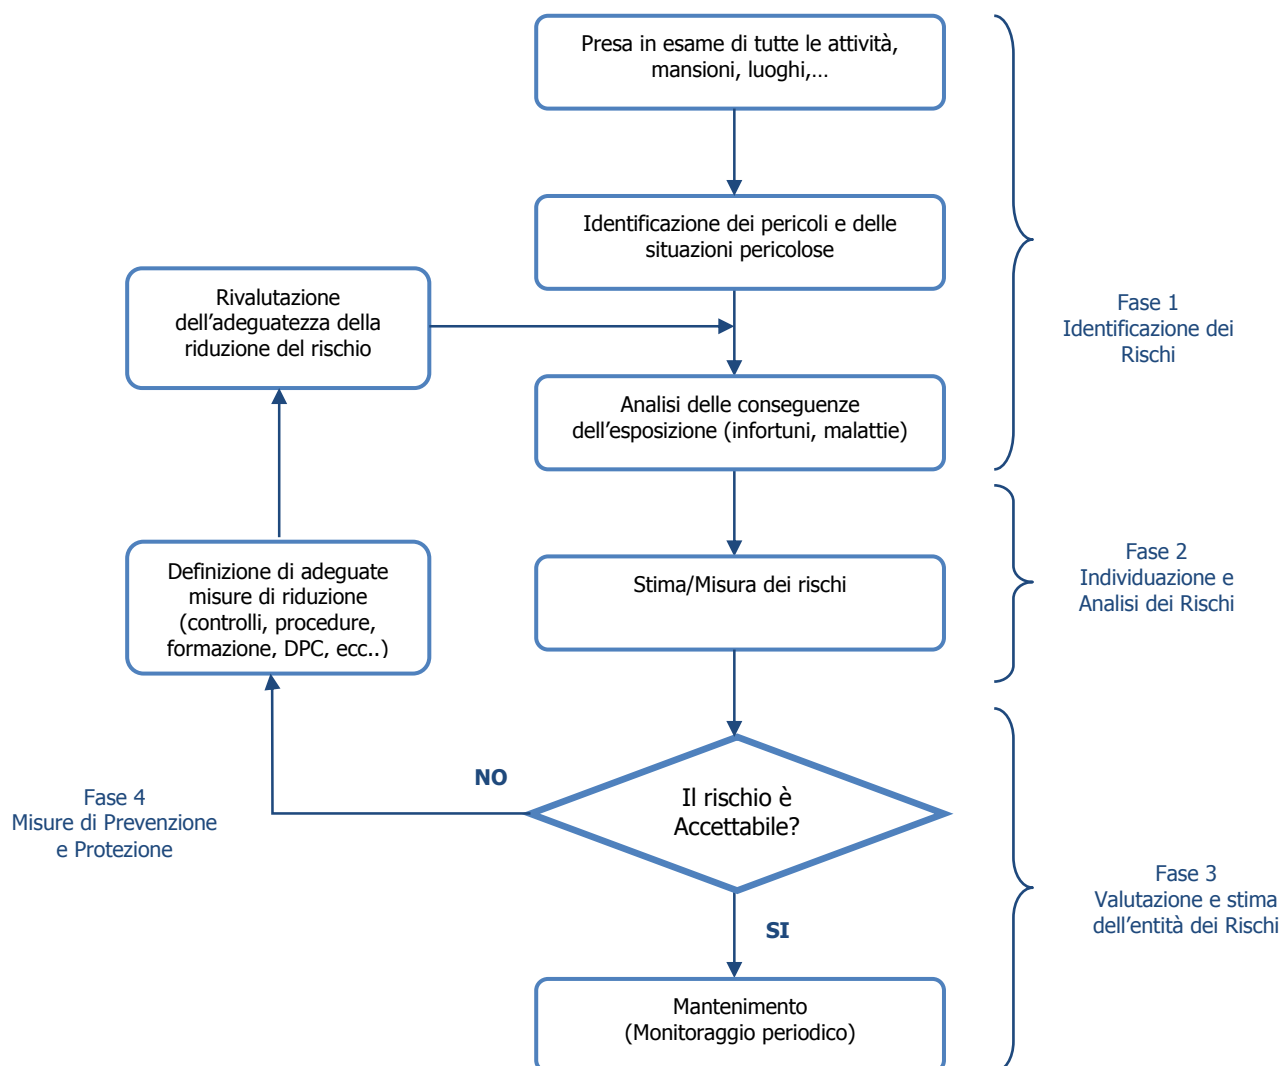 Presa in esame di tutte le attività,
mansioni, luoghi,…
Identificazione dei pericoli e delle
situazioni pericolose
Rivalutazione
dell’adeguatezza della
riduzione del rischio
Fase 1
Identificazione dei
Rischi
Analisi delle conseguenze
dell’esposizione (infortuni, malattie)
Definizione di adeguate
misure di riduzione
(controlli, procedure,
formazione, DPC, ecc..)
Stima/Misura dei rischi
Fase 2
Individuazione e
Analisi dei Rischi
NO
Il rischio è
Accettabile?
Fase 4
Misure di Prevenzione
e Protezione
Fase 3
Valutazione e stima
dell’entità dei Rischi
SI
Mantenimento
(Monitoraggio periodico)